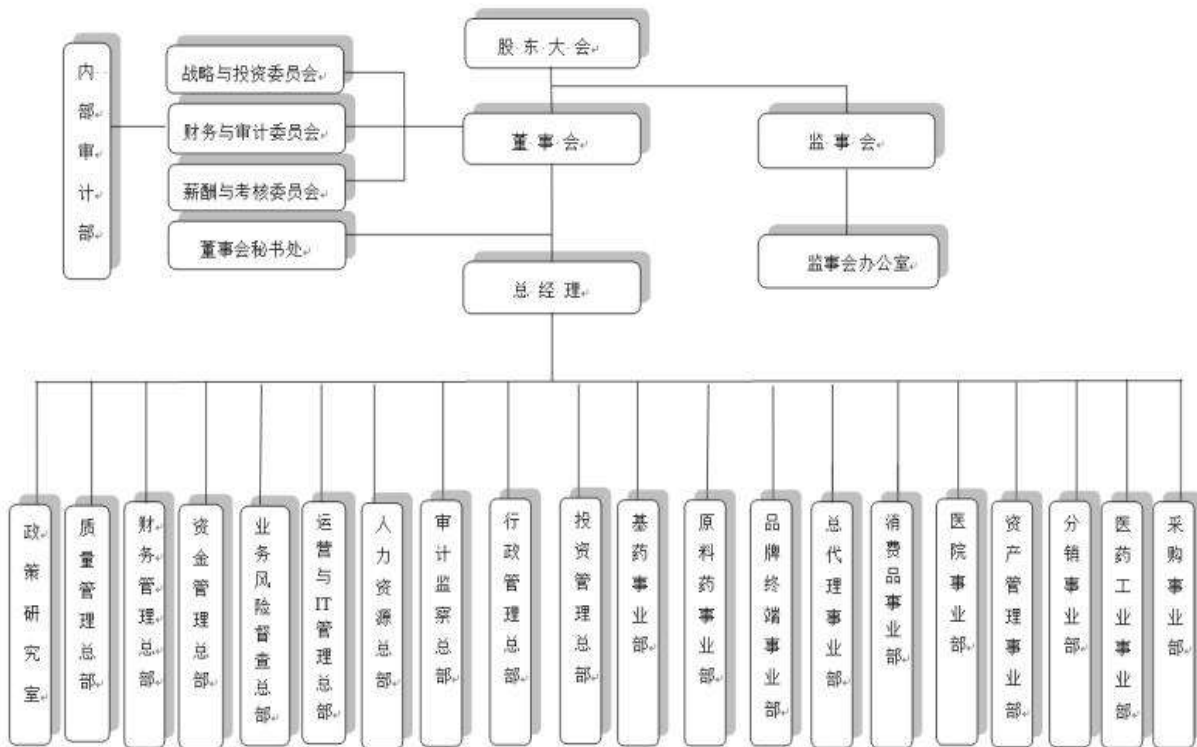 股东大会
内部审计部
战略与投资委员会
财务与审计委员会
董事会
监事会
薪酬与考核委员会
董事会秘书处
监事会办公室
总经理
政策研究室
质量管理总部
财务管理总部
资金管理总部
业务风险督查总部
运营与IT管理总部
人力资源总部
审计监察总部
行政管理总部
投资管理总部
基药事业部
原料药事业部
品牌终端事业部
总代理事业部
消费品事业部
医院事业部
资产管理事业部
分销事业部
医药工业事业部
采购事业部